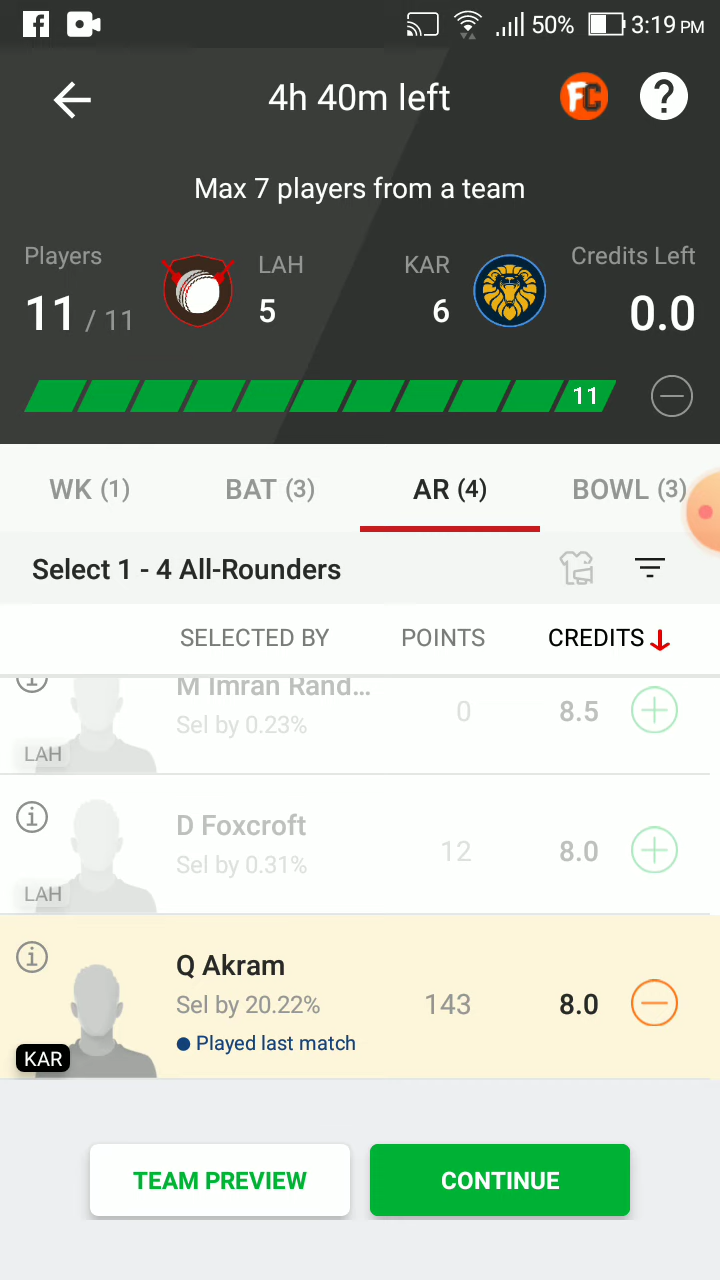 50% 3:19 PM
4h 40m left
FC
?
Max 7 players from a team
Players
LAH
KAR
Credits Left
11 / 11
5
6
0.0
11
WK (1)
BAT (3)
AR (4)
BOWL (3)
Select 1 - 4 All-Rounders
SELECTED BY
POINTS
CREDITS
M Imran Rand...
Sel by 0.23%
0
8.5
LAH
D Foxcroft
Sel by 0.31%
12
8.0
LAH
Q Akram
Sel by 20.22%
143
8.0
Played last match
KAR
TEAM PREVIEW
CONTINUE